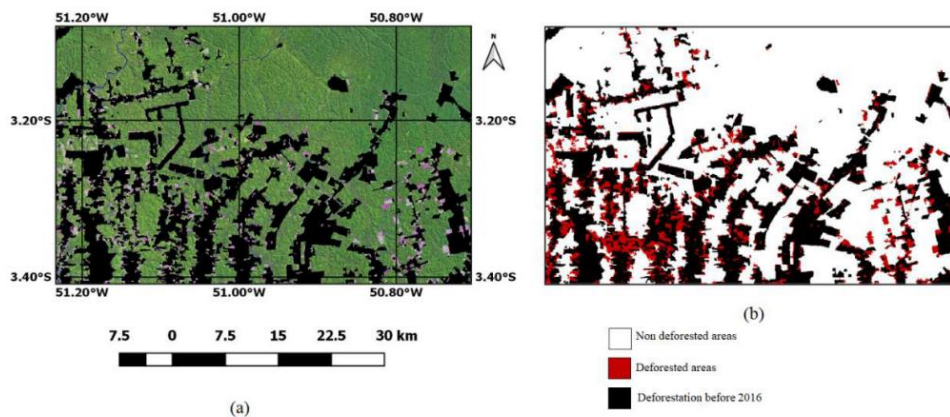 51.20°W 51.00°W 50.80°W
N
3.20°S 3.20°S
3.40°S 3.40°S
51.20°W 51.00°W 50.80°W
7.5 0 7.5 15 22.5 30 km
(a)
(b)
Non deforested areas
Deforested areas
Deforestation before 2016